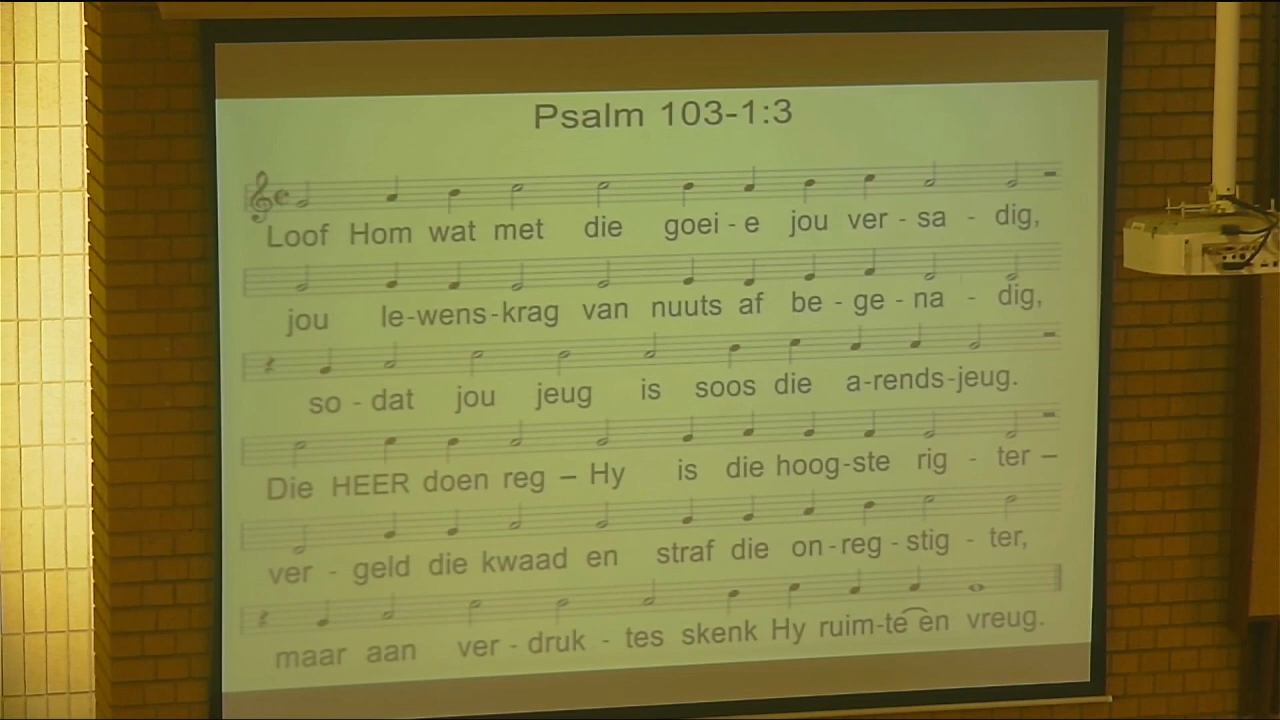 Psalm 103-1:3
Loof Hom wat met die goei - e jou ver - sa - dig,
jou le-wens-krag van nuuts af be - ge - na - dig,
so - dat jou jeug is soos die a-rends-jeug.
Die HEER doen reg – Hy is die hoog-ste rig - ter –
ver - geld die kwaad en straf die on-reg - stig - ter,
maar aan ver - druk - tes skenk Hy ruim-te en vreug.